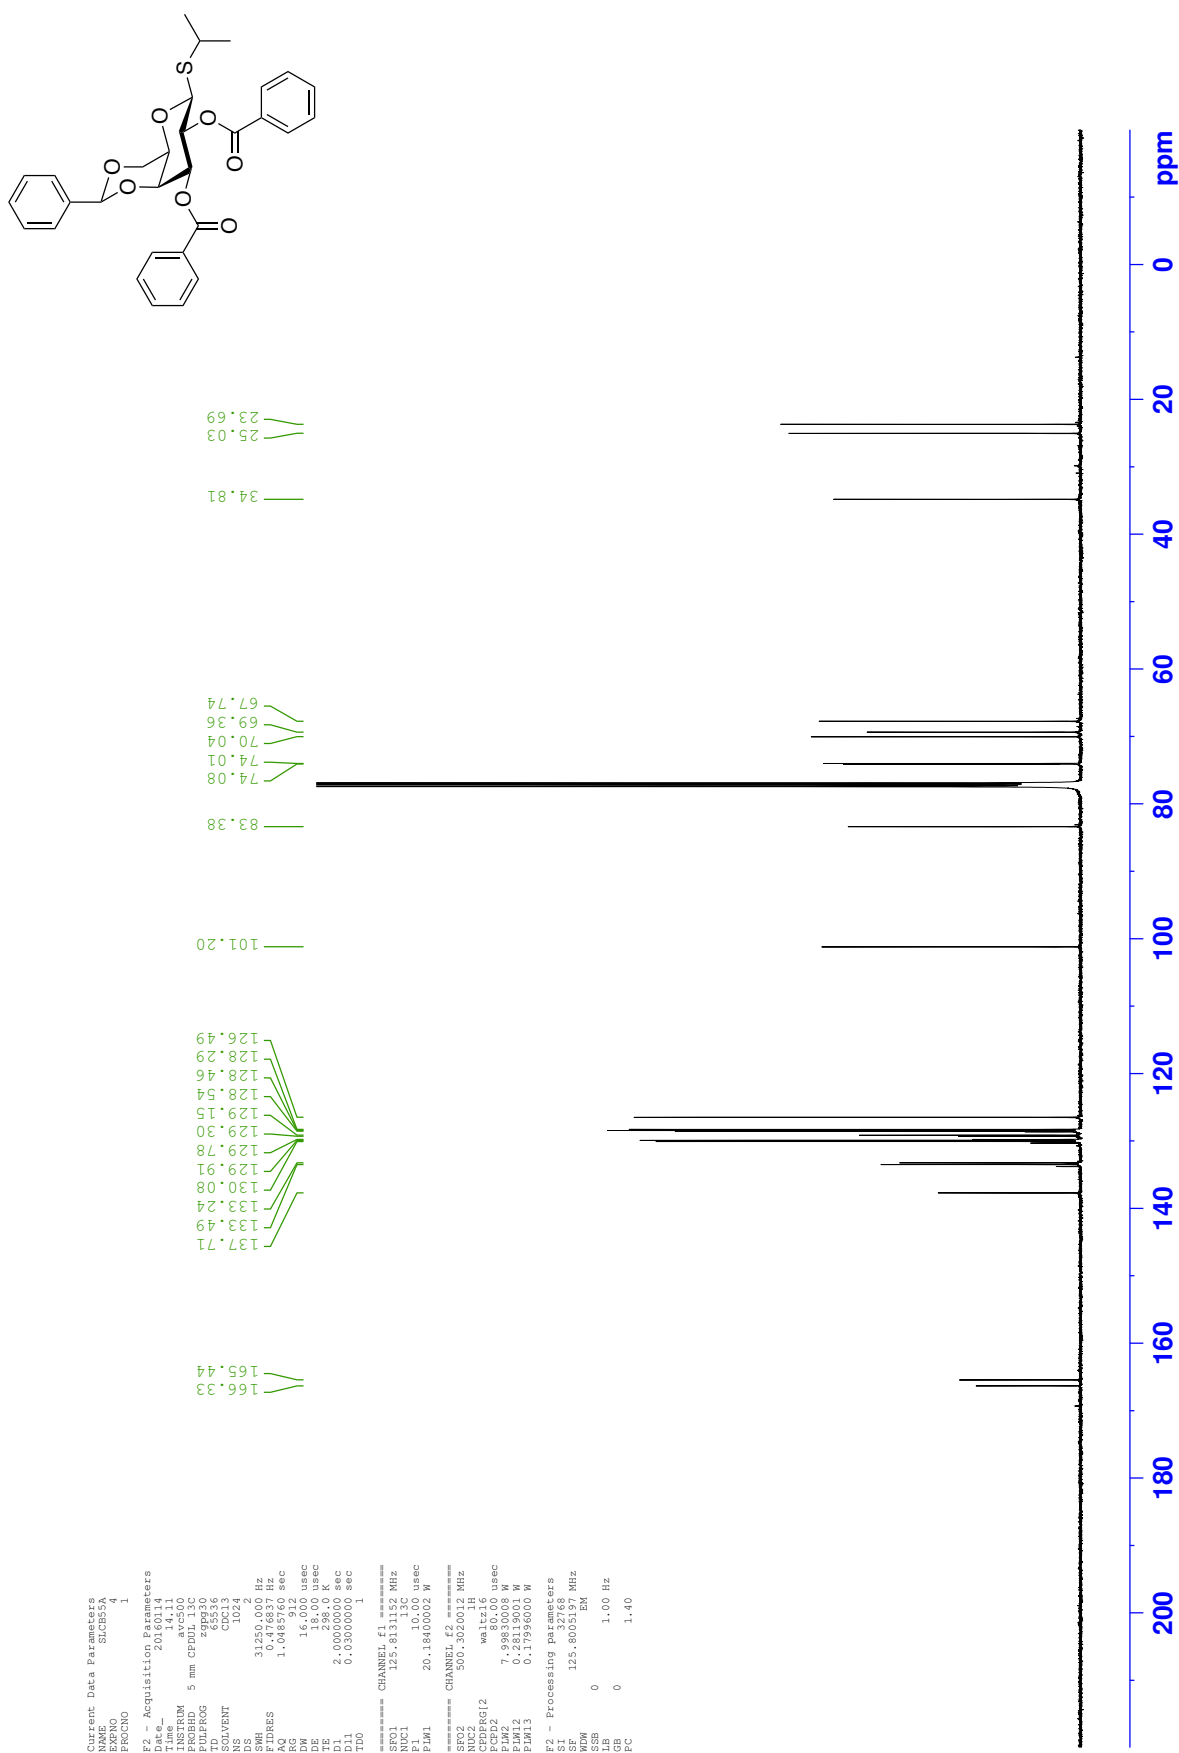 Current Data Parameters
NAME SLCB55A
EXPNO 4
PROCNO 1
F2 - Acquisition Parameters
Date_ 20160114
Time 14.11
INSTRUM avc500
PROBHD 5 mm CPDUL 13C
PULPROG zgpg30
TD 65536
SOLVENT CDCl3
NS 1024
DS 2
SWH 31250.000 Hz
FIDRES 0.476837 Hz
AQ 1.0485760 sec
RG 912
DW 16.000 usec
DE 18.00 usec
TE 298.0 K
D1 2.00000000 sec
D11 0.03000000 sec
TD0 1
======== CHANNEL f1 ========
SFO1 125.8131152 MHz
NUC1 13C
P1 10.00 usec
PLW1 20.18400002 W
======== CHANNEL f2 ========
SFO2 500.3020012 MHz
NUC2 1H
CPDPRG[2 waltz16
PCPD2 80.00 usec
PLW2 7.99830008 W
PLW12 0.28119001 W
PLW13 0.17996000 W
F2 - Processing parameters
SI 32768
SF 125.8005197 MHz
WDW EM
SSB 0
LB 1.00 Hz
GB 0
PC 1.40
166.33
165.44
137.71
133.49
133.24
130.08
129.91
129.78
129.30
129.15
128.54
128.46
128.29
126.49
101.20
83.38
74.08
74.01
70.04
69.36
67.74
34.81
25.03
23.69
O
O
O
S
O
O
O
O
200 180 160 140 120 100 80 60 40 20 0 ppm